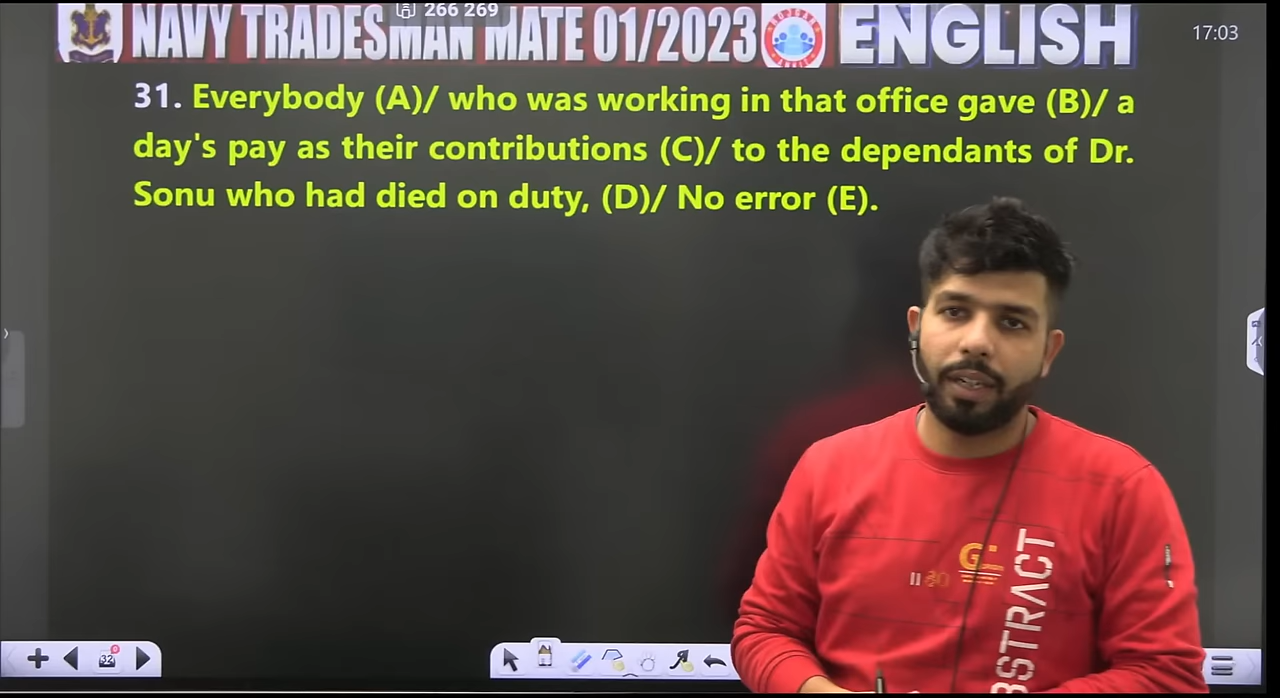 266 269
NAVY TRADESMAN MATE 01/2023 ENGLISH
17:03
31. Everybody (A)/ who was working in that office gave (B)/ a
day's pay as their contributions (C)/ to the dependants of Dr.
Sonu who had died on duty, (D)/ No error (E).
BSTRACT
32